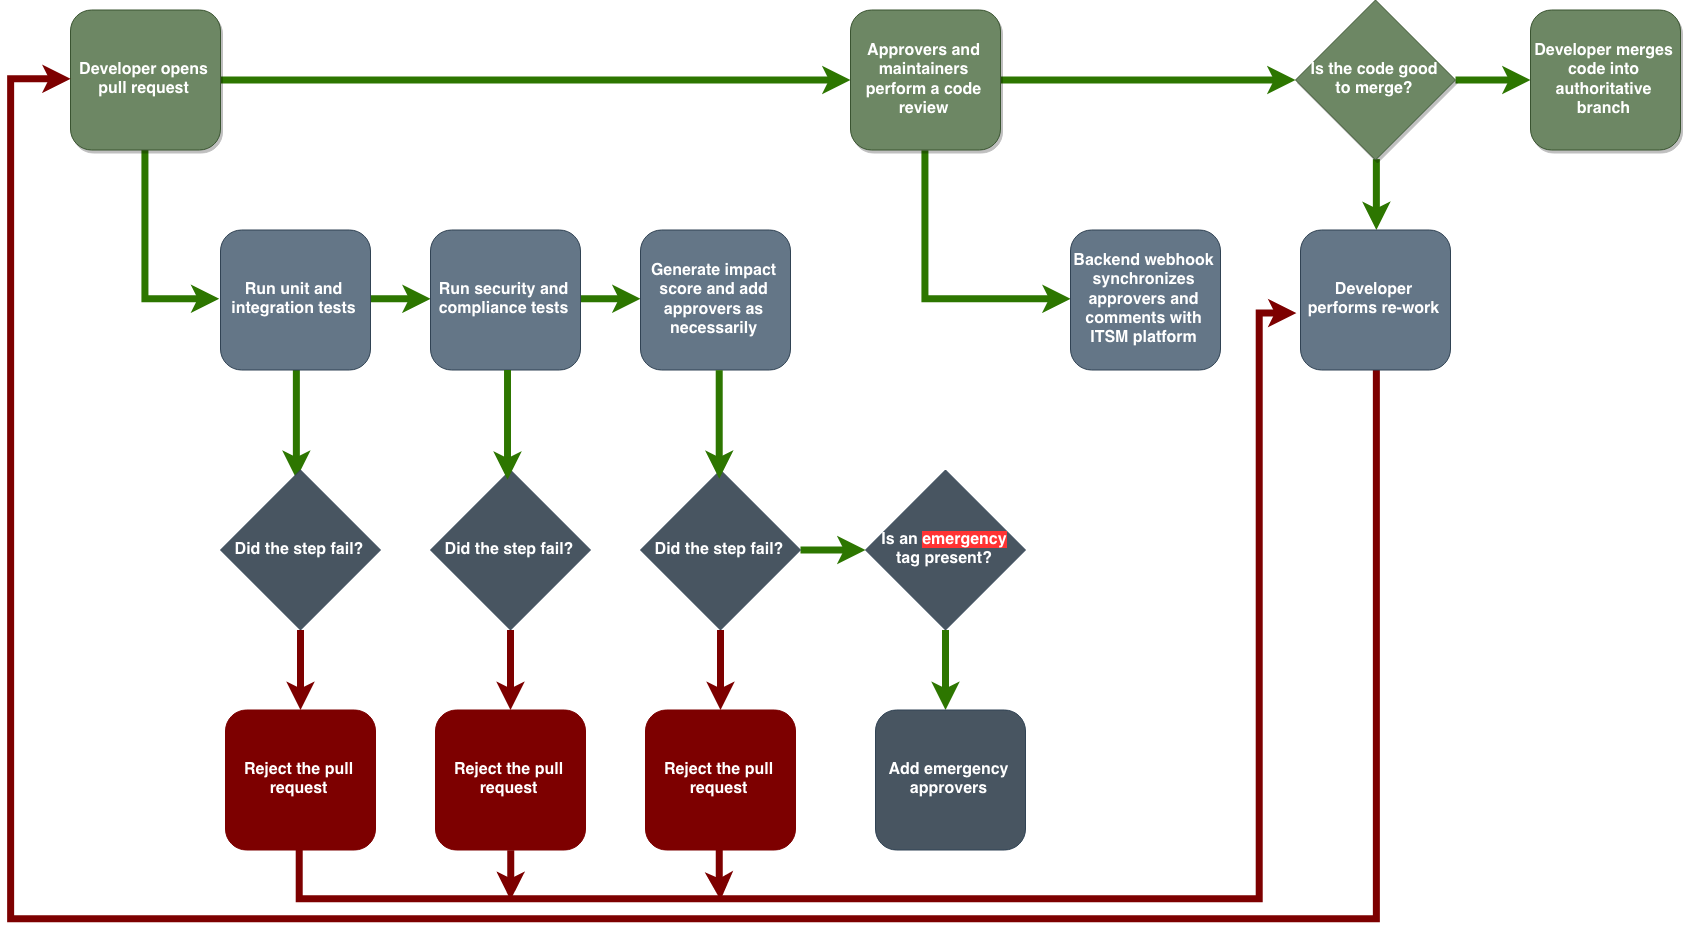 Developer opens
pull request
Approvers and
maintainers
perform a code
review
Is the code good
to merge?
Developer merges
code into
authoritative
branch
Run unit and
integration tests
Run security and
compliance tests
Generate impact
score and add
approvers as
necessarily
Backend webhook
synchronizes
approvers and
comments with
ITSM platform
Developer
performs re-work
Did the step fail?
Did the step fail?
Did the step fail?
Is an emergency
tag present?
Reject the pull
request
Reject the pull
request
Reject the pull
request
Add emergency
approvers